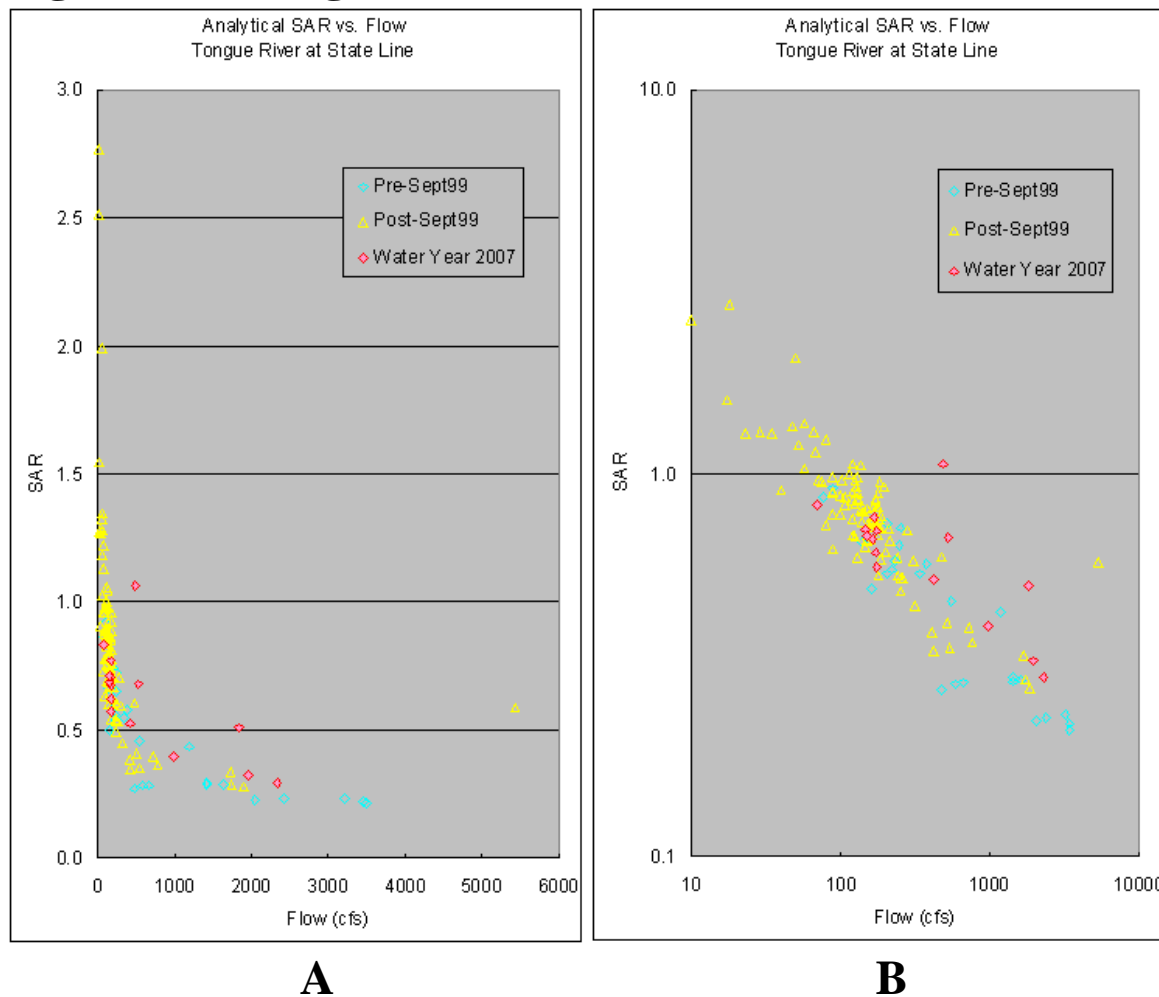 Analytical SAR vs. Flow
Tongue River at State Line
3.0
2.5
2.0
1.5
1.0
0.5
0.0
SAR
Pre-Sept99
Post-Sept99
Water Year 2007
0 1000 2000 3000 4000 5000 6000
Flow (cfs)
A
Analytical SAR vs. Flow
Tongue River at State Line
10.0
1.0
0.1
SAR
Pre-Sept99
Post-Sept99
Water Year 2007
10 100 1000 10000
Flow (cfs)
B